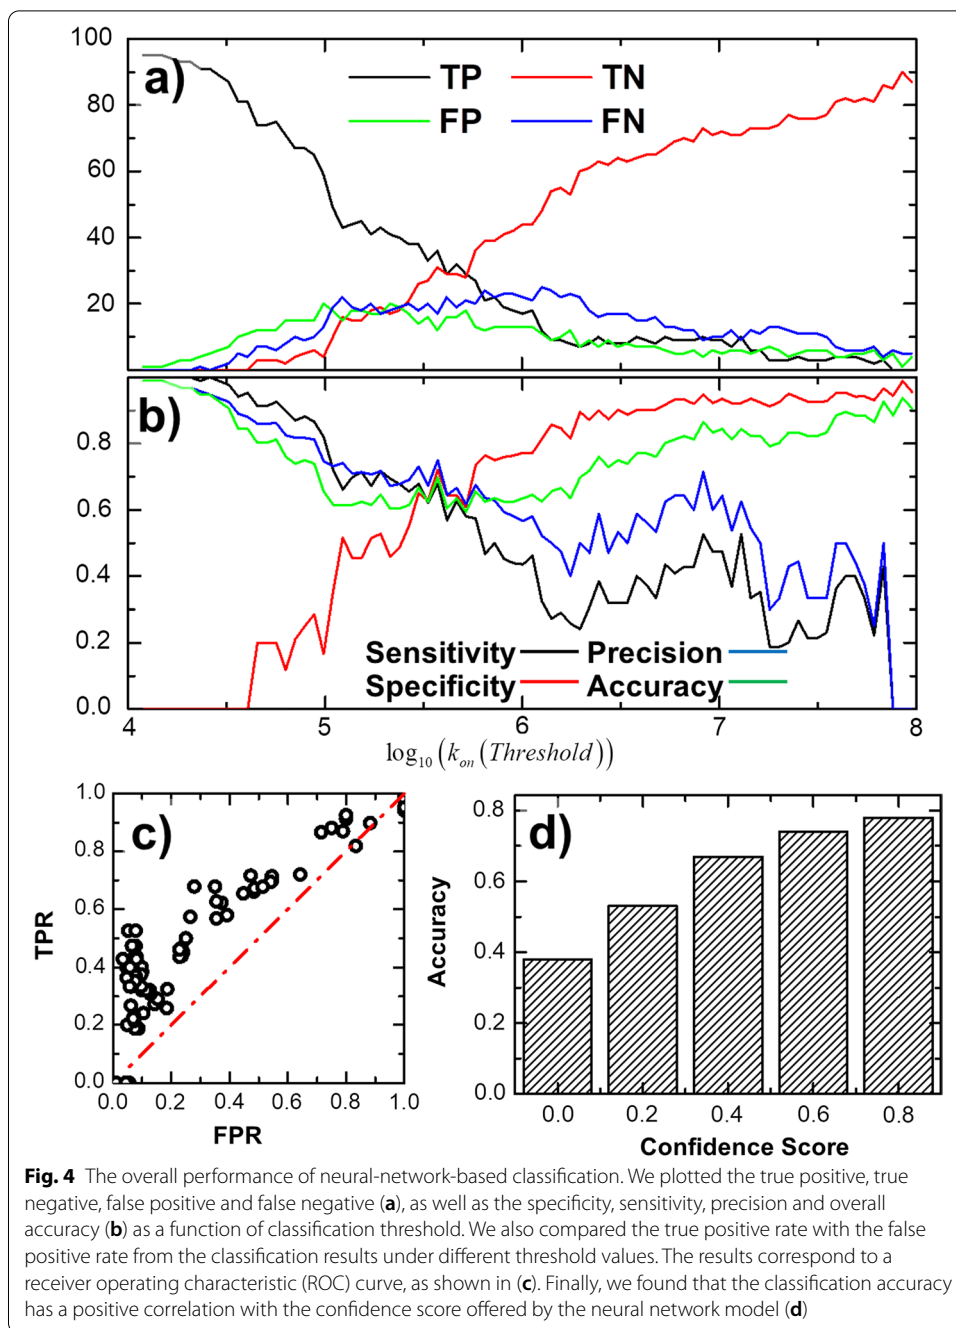 100
80
60
40
20
a)
TP
TN
FP
FN
0.8
0.6
0.4
0.2
0.0
b)
Sensitivity
Precision
Specificity
Accuracy
4
5
6
7
8
log10 (kon (Threshold))
1.0
0.8
0.6
0.4
0.2
0.0
TPR
c)
0.0
0.2
0.4
0.6
0.8
1.0
FPR
0.8
0.6
0.4
0.2
0.0
Accuracy
d)
0.0
0.2
0.4
0.6
0.8
Confidence Score
Fig. 4 The overall performance of neural-network-based classification. We plotted the true positive, true
negative, false positive and false negative (a), as well as the specificity, sensitivity, precision and overall
accuracy (b) as a function of classification threshold. We also compared the true positive rate with the false
positive rate from the classification results under different threshold values. The results correspond to a
receiver operating characteristic (ROC) curve, as shown in (c). Finally, we found that the classification accuracy
has a positive correlation with the confidence score offered by the neural network model (d)